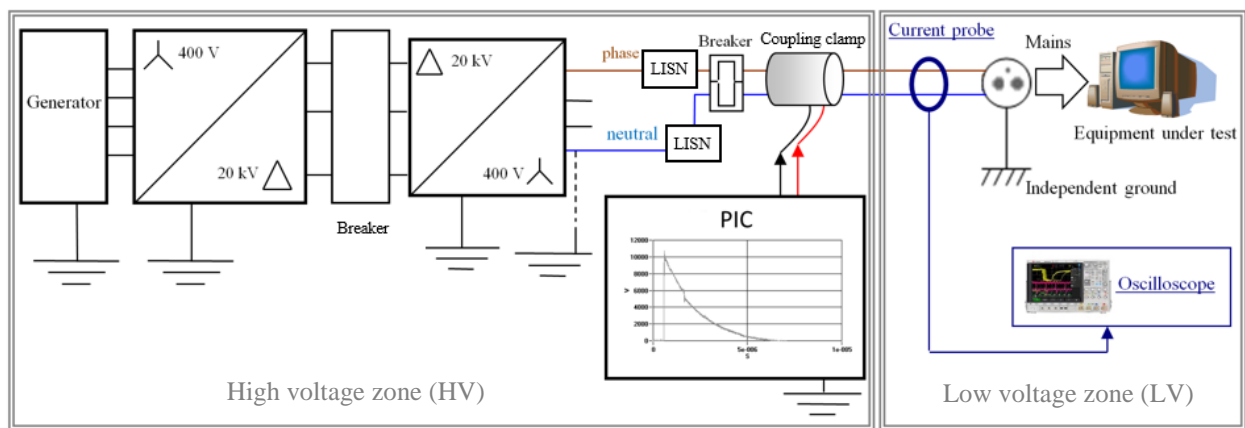 Generator
400 V
20 kV
Breaker
20 kV
400 V
phase
neutral
LISN
LISN
Breaker
Coupling clamp
PIC
12000
10000
8000
6000
4000
2000
0
V
0
5e-006
1e-005
S
High voltage zone (HV)
Current probe
Mains
Equipment under test
Independent ground
Oscilloscope
Low voltage zone (LV)